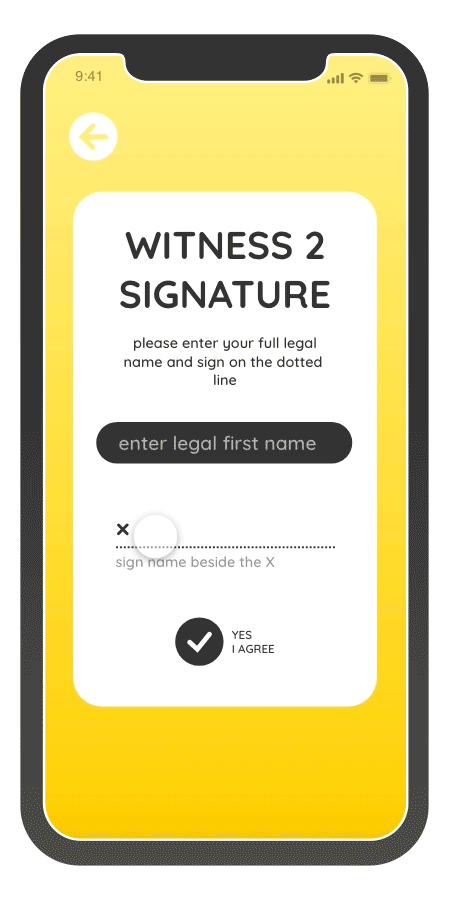 9:41
WITNESS 2
SIGNATURE
please enter your full legal
name and sign on the dotted
line
enter legal first name
×
sign name beside the X
YES
I AGREE